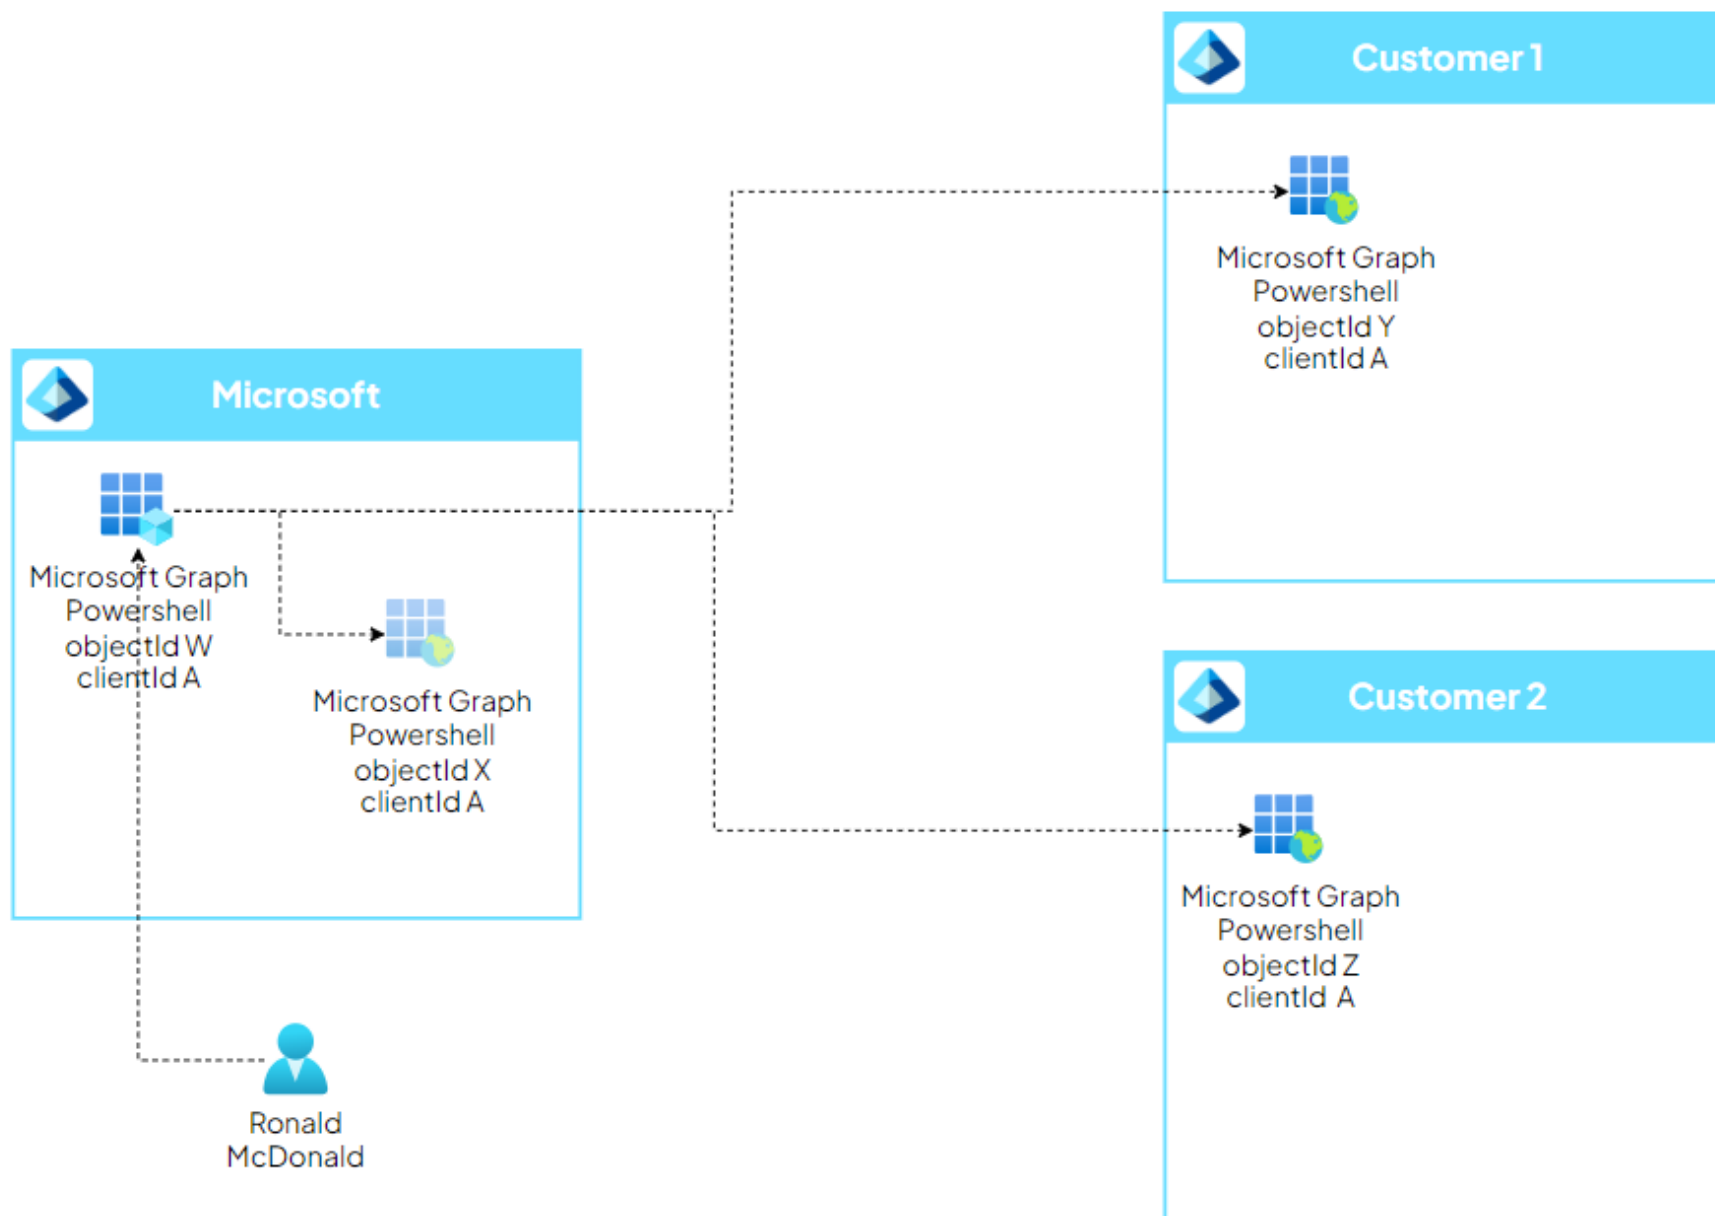 Customer 1
Microsoft Graph
Powershell
objectId Y
clientId A
Microsoft
Microsoft Graph
Powershell
objectId W
clientId A
Microsoft Graph
Powershell
objectId X
clientId A
Customer 2
Microsoft Graph
Powershell
objectId Z
clientId A
Ronald
McDonald